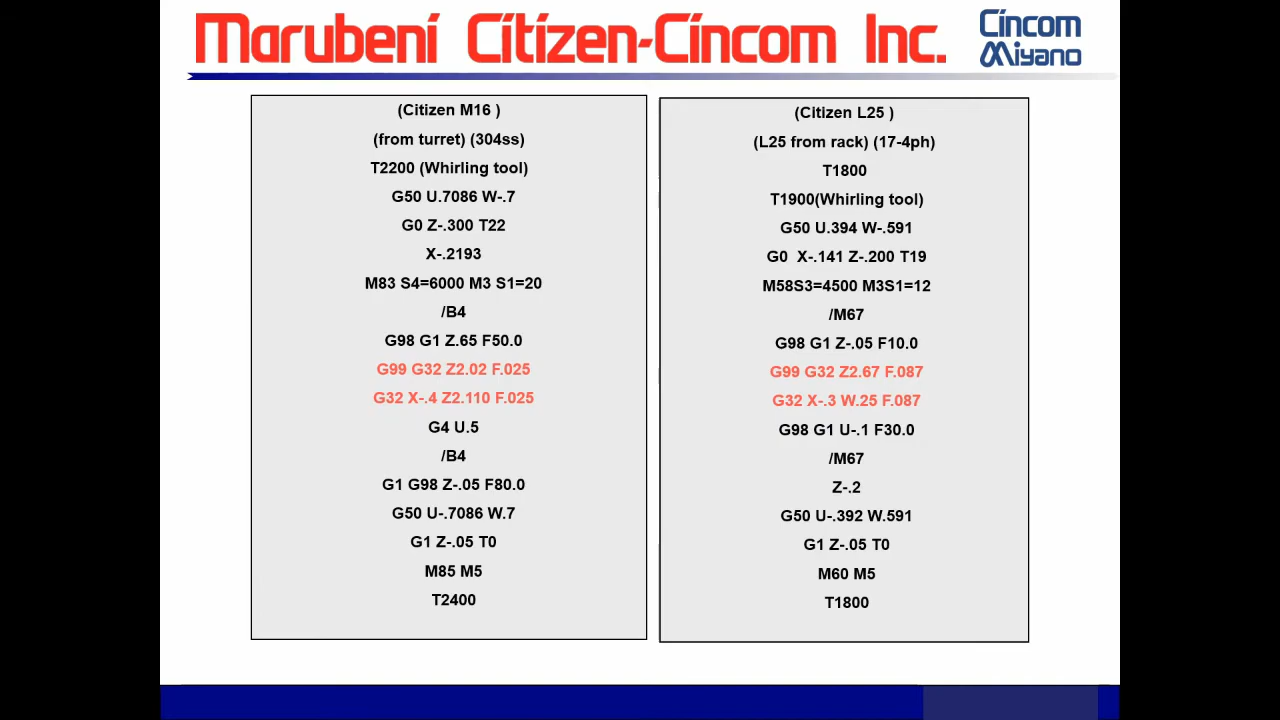 Marubeni Citizen-Cincom Inc.
Cincom
Miyano
(Citizen M16 )
(from turret) (304ss)
T2200 (Whirling tool)
G50 U.7086 W-.7
G0 Z-.300 T22
X-.2193
M83 S4=6000 M3 S1=20
/B4
G98 G1 Z.65 F50.0
G99 G32 Z2.02 F.025
G32 X-.4 Z2.110 F.025
G4 U.5
/B4
G1 G98 Z-.05 F80.0
G50 U-.7086 W.7
G1 Z-.05 T0
M85 M5
T2400
(Citizen L25 )
(L25 from rack) (17-4ph)
T1800
T1900(Whirling tool)
G50 U.394 W-.591
G0  X-.141 Z-.200 T19
M58S3=4500 M3S1=12
/M67
G98 G1 Z-.05 F10.0
G99 G32 Z2.67 F.087
G32 X-.3 W.25 F.087
G98 G1 U-.1 F30.0
/M67
Z-.2
G50 U-.392 W.591
G1 Z-.05 T0
M60 M5
T1800